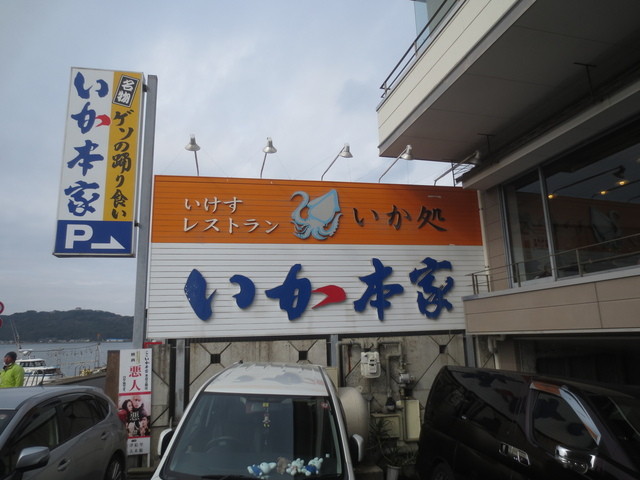 名物
ゲソの踊り食い
いか本家
P
いけす
レストラン
いか処
いか本家
悪人